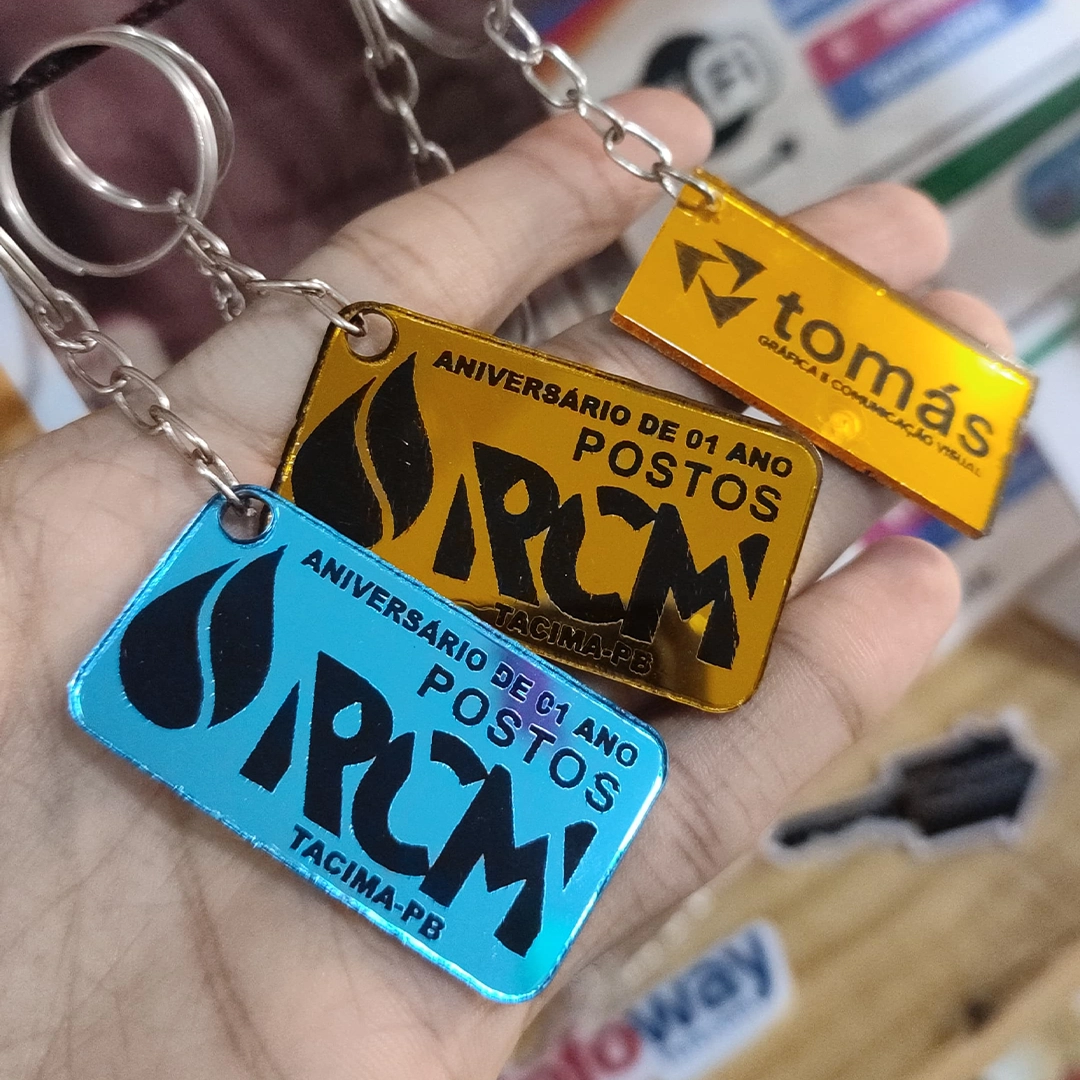 tomás
GRÁFICA E COMUNICAÇÃO VISUAL
ANIVERSÁRIO DE 01 ANO
POSTOS
RCM
TACIMA-PB
ANIVERSÁRIO DE 01 ANO
POSTOS
RCM
TACIMA-PB
way